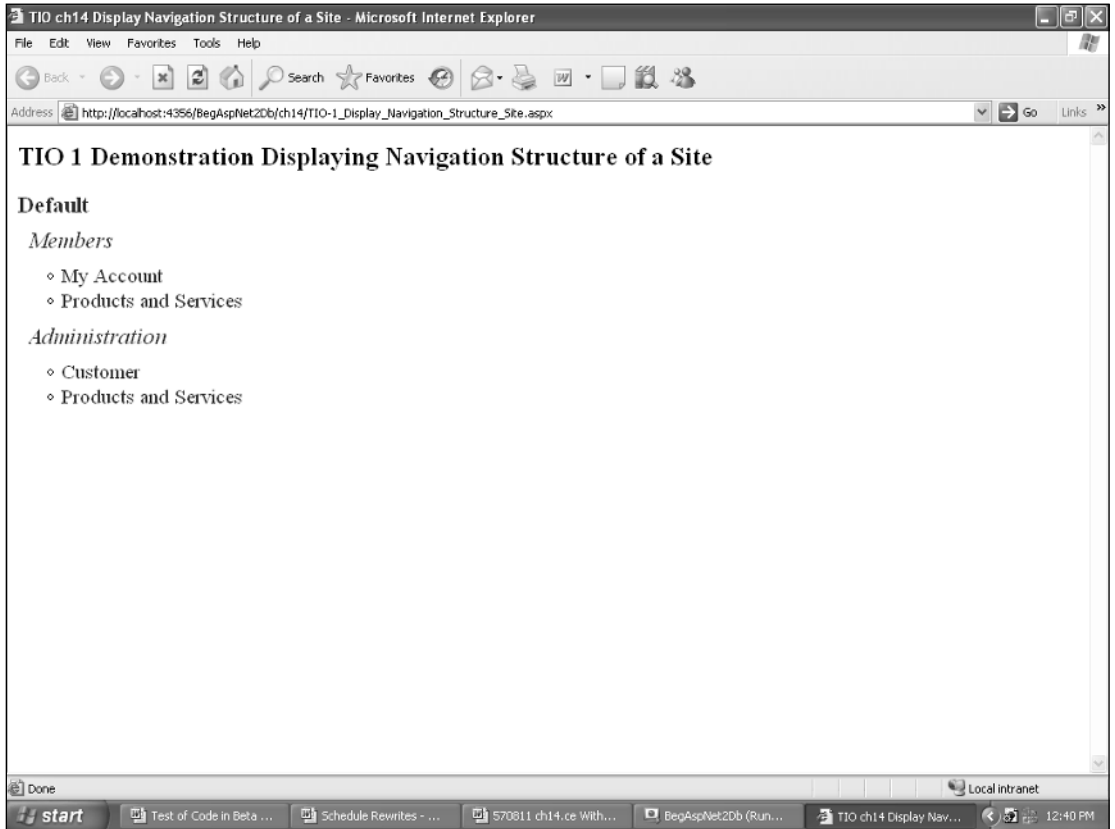 TIO ch14 Display Navigation Structure of a Site - Microsoft Internet Explorer
File Edit View Favorites Tools Help
Back Search Favorites
Address http://localhost:4356/BegAspNet2Db/ch14/TIO-1_Display_Navigation_Structure_Site.aspx Go Links »
TIO 1 Demonstration Displaying Navigation Structure of a Site
Default
Members
My Account
Products and Services
Administration
Customer
Products and Services
Done Local intranet
start Test of Code in Beta ... Schedule Rewrites - ... 570811 ch14.ce With... BegAspNet2Db (Run... TIO ch14 Display Nav... 12:40 PM